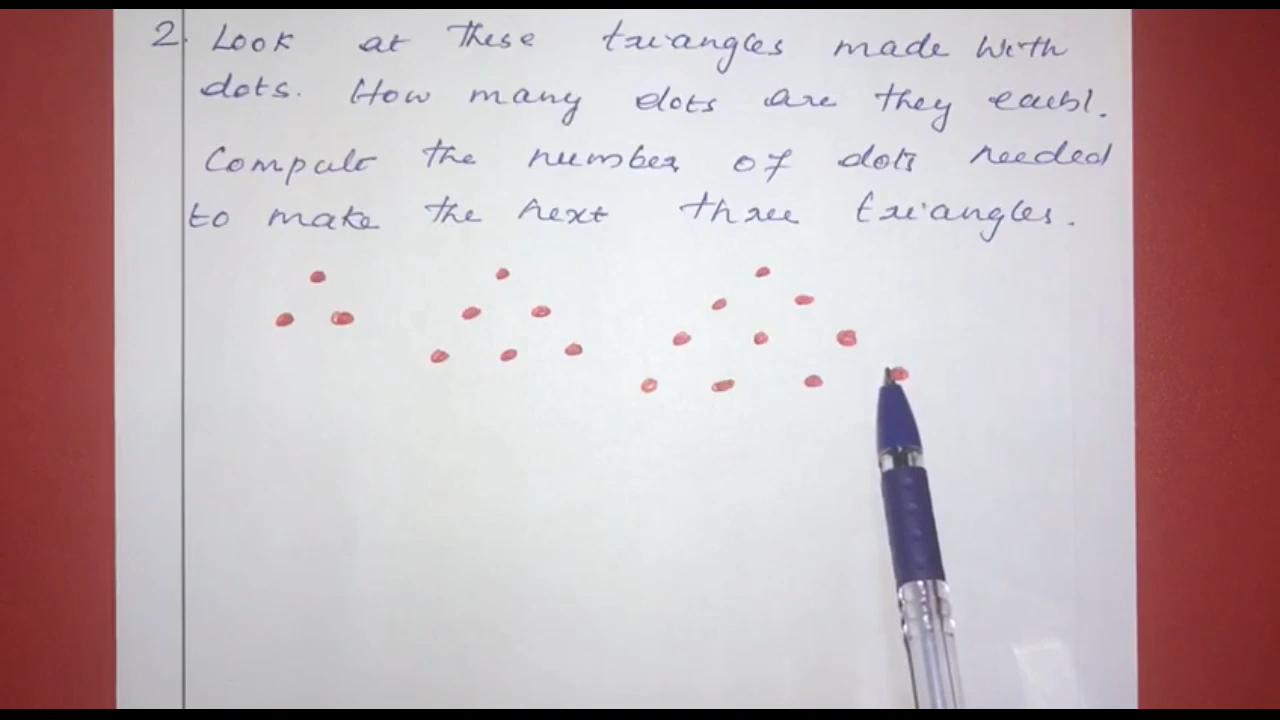 2. Look at these triangles made with
dots. How many dots are they each.
Compute the number of dots needed
to make the next three triangles.